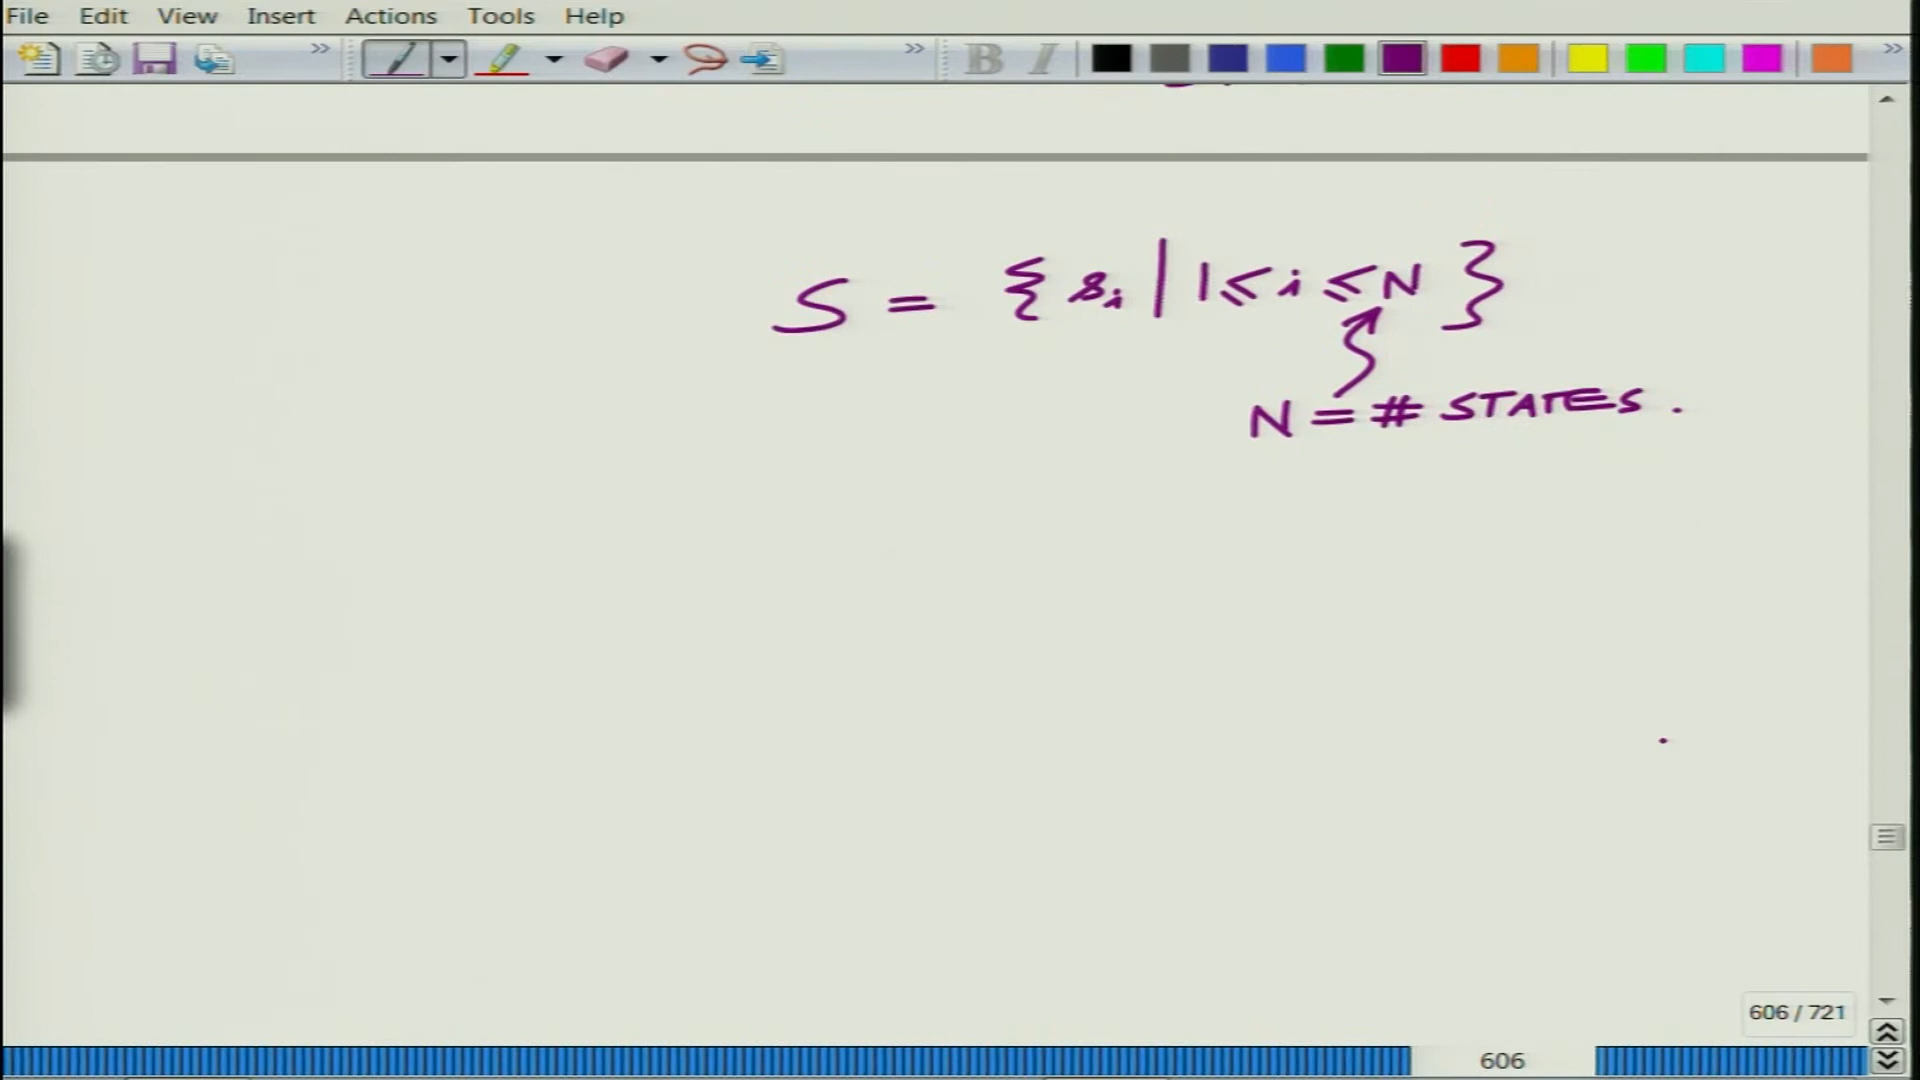 File Edit View Insert Actions Tools Help
B I
S = { s_i | 1 ≤ i ≤ N }
N = # STATES .
606 / 721
606